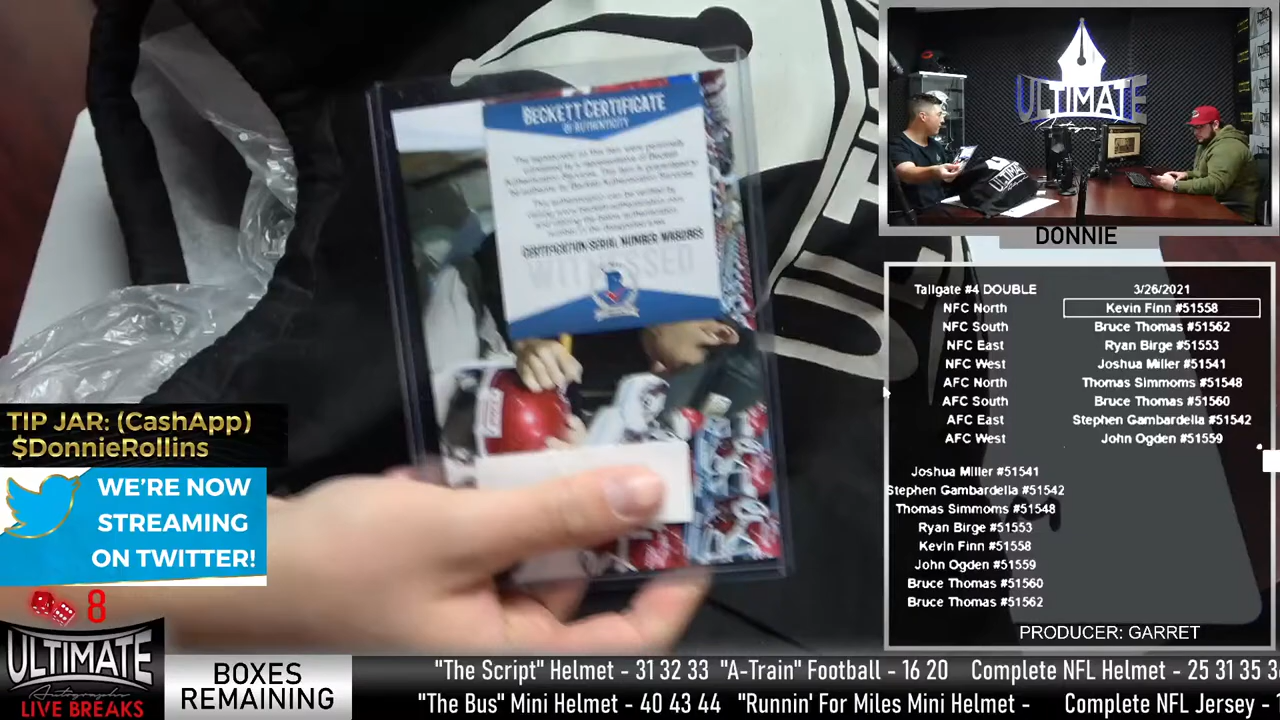 BECKETT CERTIFICATE
OF AUTHENTICITY
CERTIFICATION SERIAL NUMBER
WITNESSED
ULTIMATE
DONNIE
Tailgate #4 DOUBLE 3/26/2021
NFC North Kevin Finn #51558
NFC South Bruce Thomas #51562
NFC East Ryan Birge #51553
NFC West Joshua Miller #51541
AFC North Thomas Simmoms #51548
AFC South Bruce Thomas #51560
AFC East Stephen Gambardella #51542
AFC West John Ogden #51559
Joshua Miller #51541
Stephen Gambardella #51542
Thomas Simmoms #51548
Ryan Birge #51553
Kevin Finn #51558
John Ogden #51559
Bruce Thomas #51560
Bruce Thomas #51562
PRODUCER: GARRET
TIP JAR: (CashApp)
$DonnieRollins
WE'RE NOW
STREAMING
ON TWITTER!
8
ULTIMATE
Autographs
LIVE BREAKS
BOXES
REMAINING
"The Script" Helmet - 31 32 33 "A-Train" Football - 16 20 Complete NFL Helmet - 25 31 35
"The Bus" Mini Helmet - 40 43 44 "Runnin' For Miles Mini Helmet - Complete NFL Jersey -